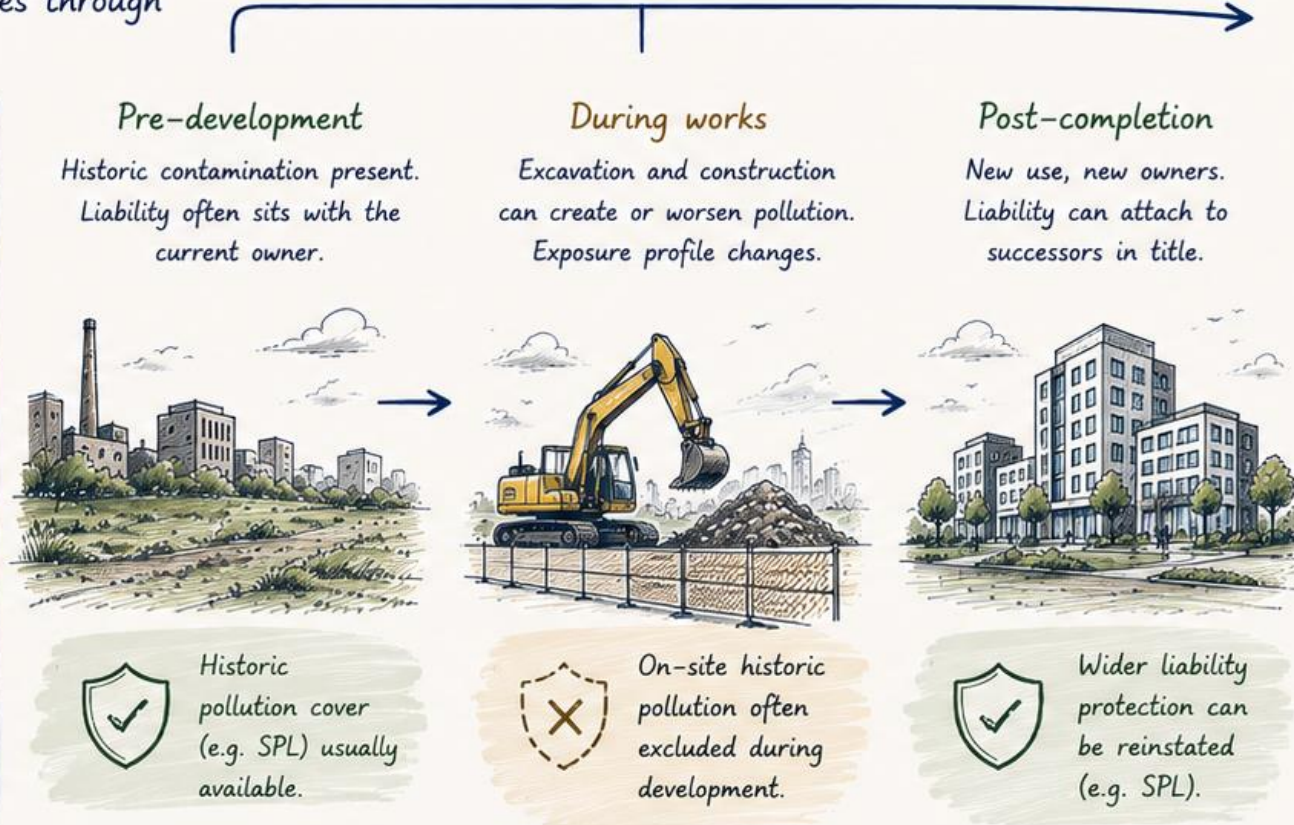 es through
Pre-development
Historic contamination present.
Liability often sits with the
current owner.
During works
Excavation and construction
can create or worsen pollution.
Exposure profile changes.
Post-completion
New use, new owners.
Liability can attach to
successors in title.
Historic
pollution cover
(e.g. SPL) usually
available.
On-site historic
pollution often
excluded during
development.
Wider liability
protection can
be reinstated
(e.g. SPL).